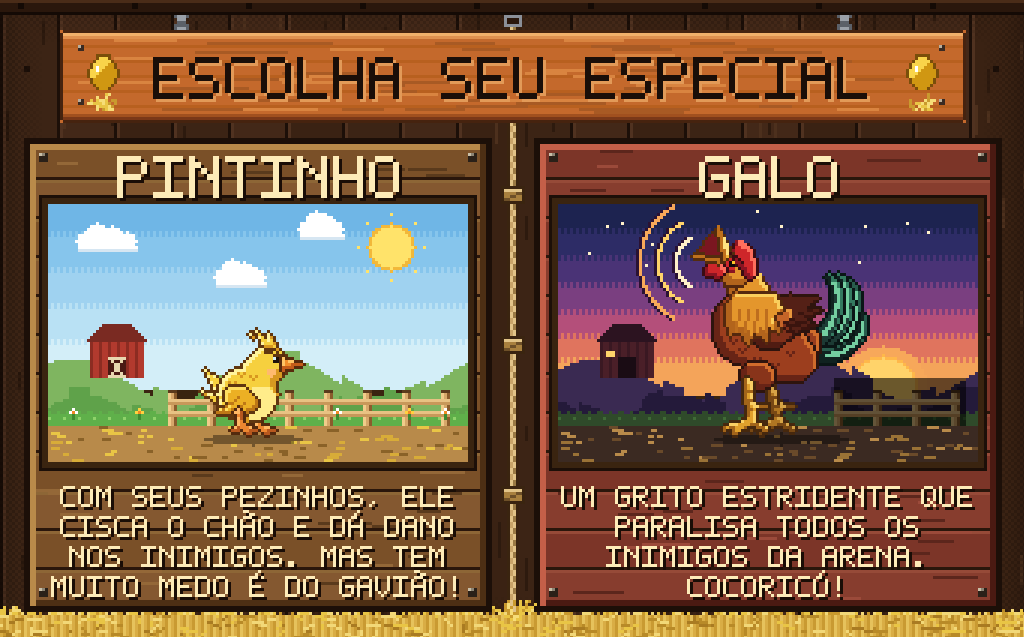 ESCOLHA SEU ESPECIAL
PINTINHO
COM SEUS PEZINHOS, ELE
CISCA O CHÃO E DÁ DANO
NOS INIMIGOS. MAS TEM
MUITO MEDO É DO GAVIÃO!
GALO
UM GRITO ESTRIDENTE QUE
PARALISA TODOS OS
INIMIGOS DA ARENA.
COCORICÓ!